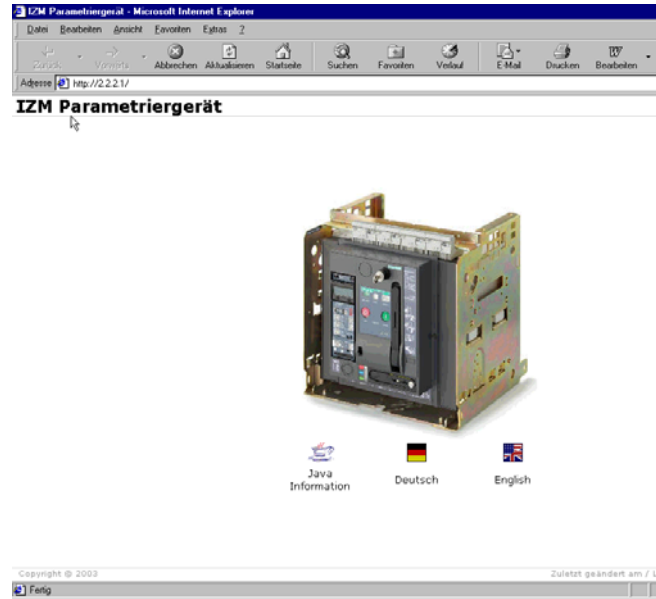 IZM Parametriergerät - Microsoft Internet Explorer
Datei Bearbeiten Ansicht Favoriten Extras ?
Zurück Vorwärts Abbrechen Aktualisieren Startseite Suchen Favoriten Verlauf E-Mail Drucken Bearbeiten
Adresse http://2.2.2.1/
IZM Parametriergerät
Java
Information
Deutsch
English
Copyright © 2003
Zuletzt geändert am /
Fertig